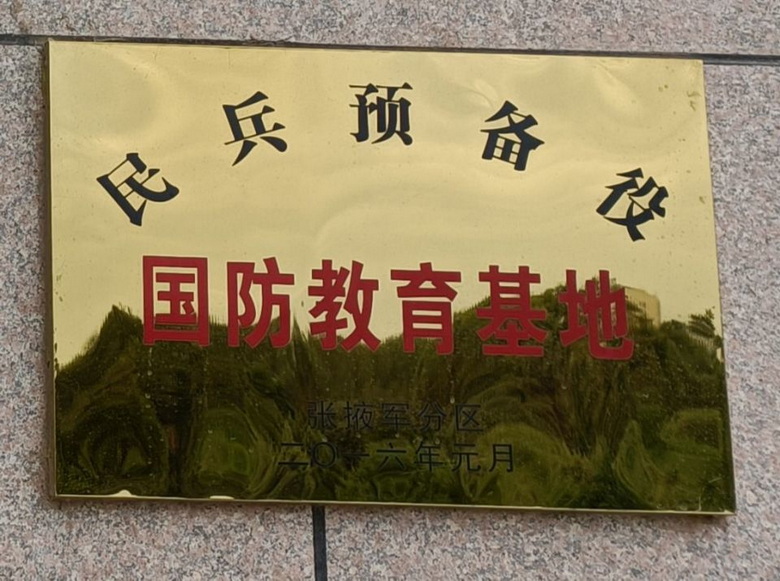 民兵预备役
国防教育基地
张掖军分区
二〇一六年元月